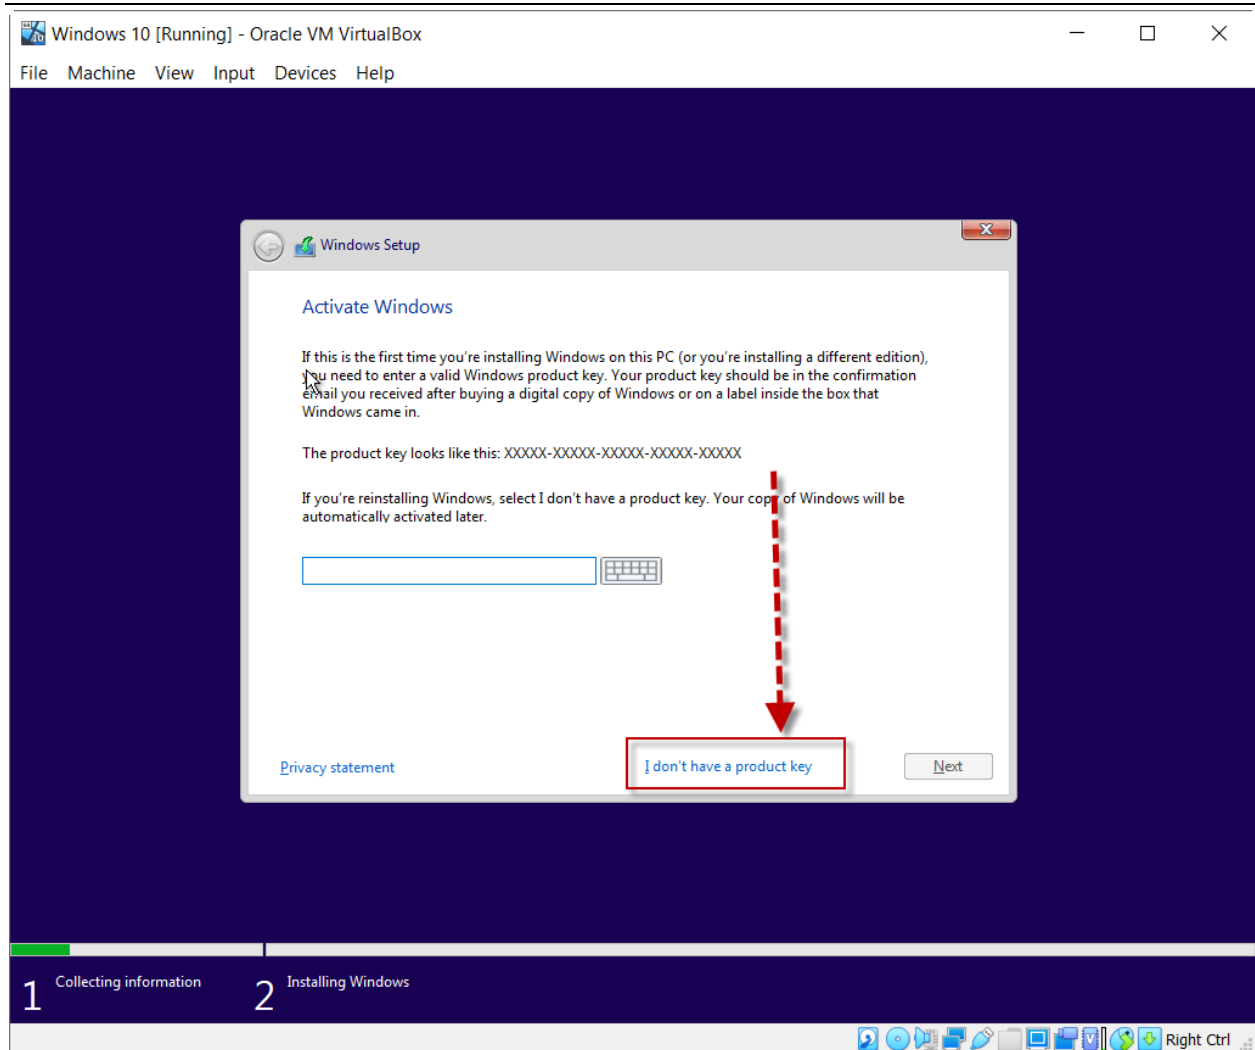 Windows 10 [Running] - Oracle VM VirtualBox
File Machine View Input Devices Help
Windows Setup
X
Activate Windows
If this is the first time you're installing Windows on this PC (or you're installing a different edition),
you need to enter a valid Windows product key. Your product key should be in the confirmation
email you received after buying a digital copy of Windows or on a label inside the box that
Windows came in.
The product key looks like this: XXXXX-XXXXX-XXXXX-XXXXX-XXXXX
If you're reinstalling Windows, select I don't have a product key. Your copy of Windows will be
automatically activated later.
Privacy statement
I don't have a product key
Next
1 Collecting information
2 Installing Windows
Right Ctrl